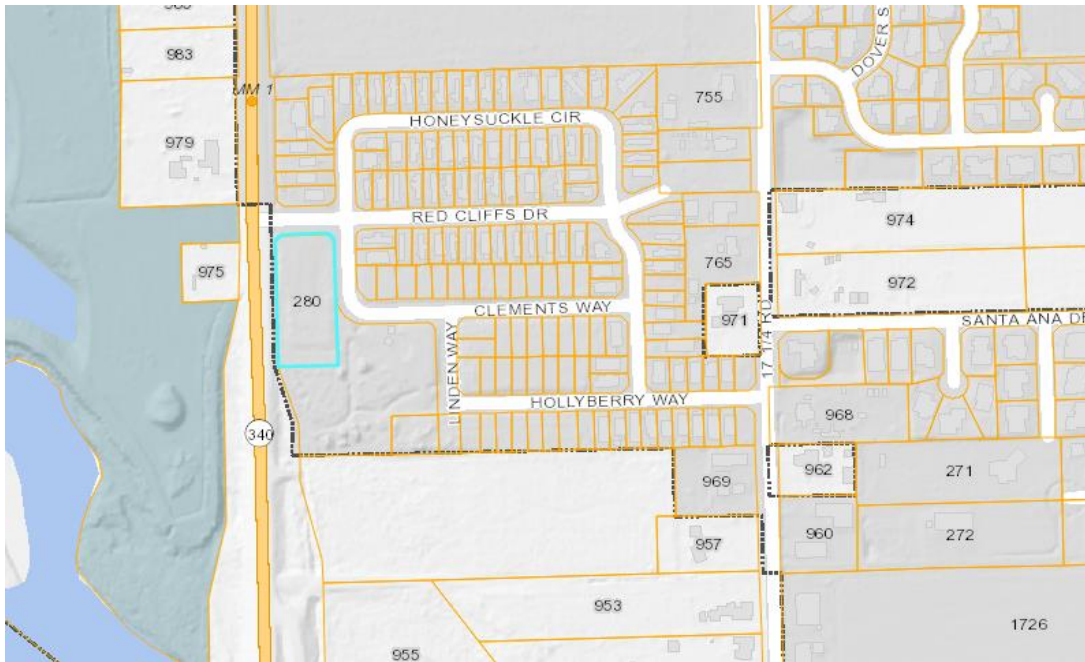 983
MM 1
DOVER S
755
HONEYSUCKLE CIR
979
RED CLIFFS DR
974
975
765
972
280
CLEMENTS WAY
971
17 1/4 RD
SANTA ANA DR
LINDEN WAY
HOLLYBERRY WAY
968
340
962
271
969
960
272
957
953
1726
955